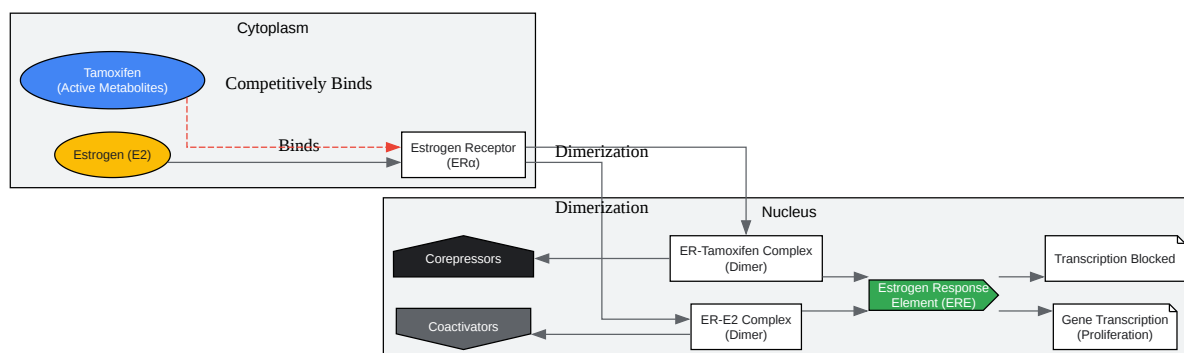 Cytoplasm
Tamoxifen
(Active Metabolites)
Competitively Binds
Estrogen (E2)
Binds
Estrogen Receptor
(ERα)
Dimerization
Dimerization
Nucleus
Corepressors
ER-Tamoxifen Complex
(Dimer)
Transcription Blocked
Estrogen Response
Element (ERE)
Coactivators
ER-E2 Complex
(Dimer)
Gene Transcription
(Proliferation)